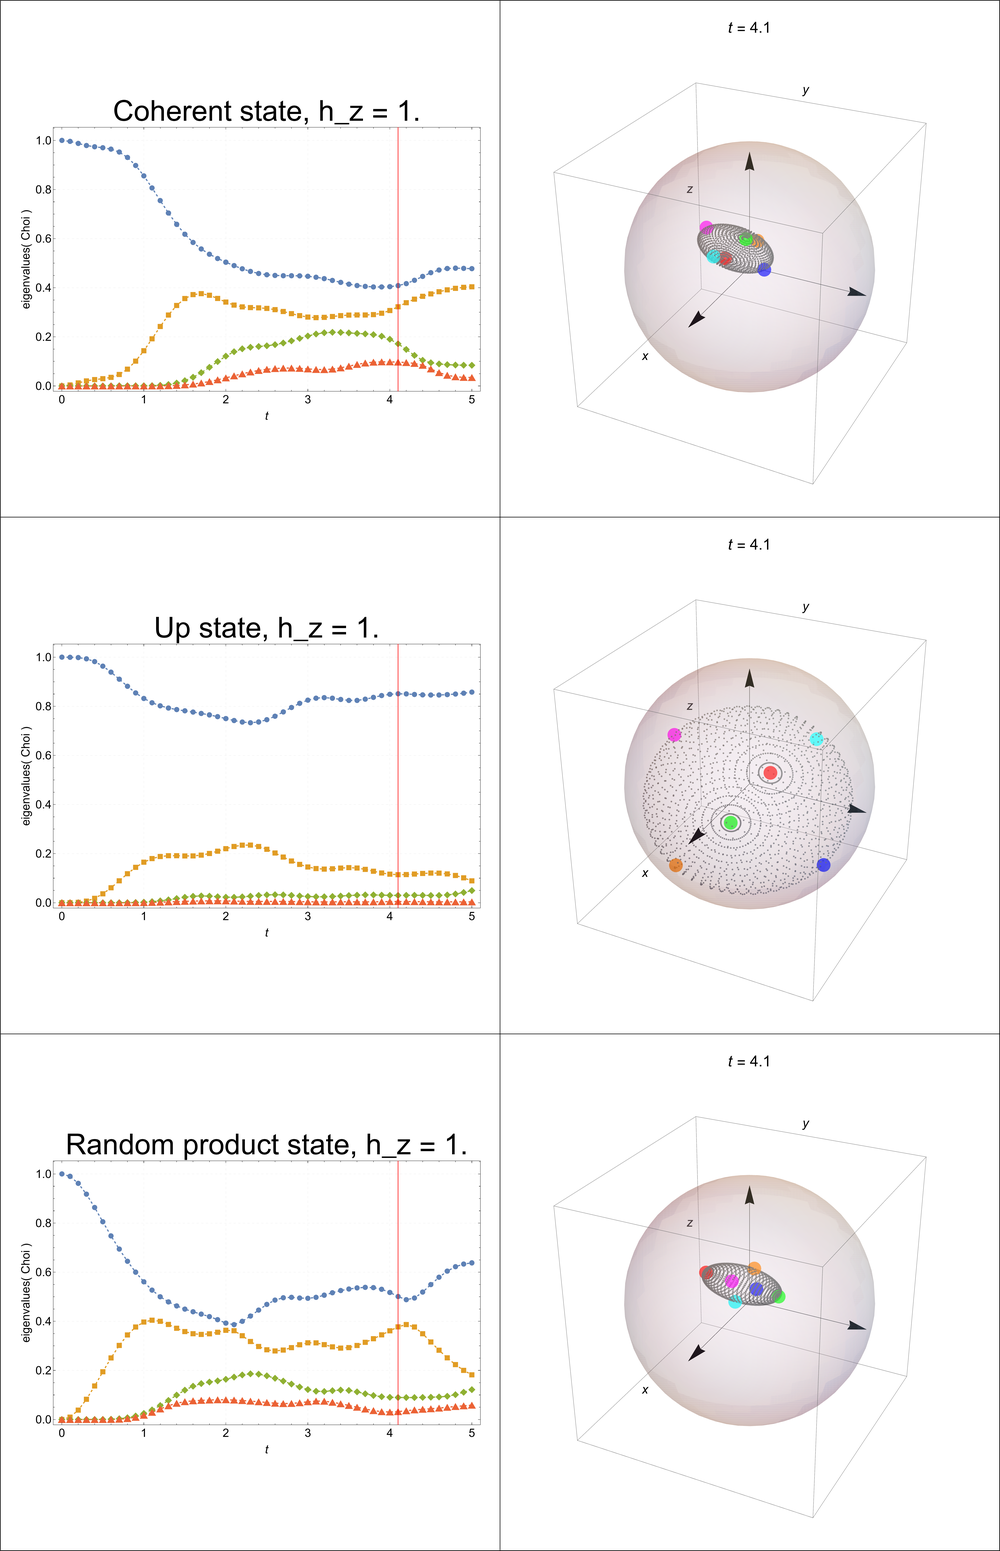 Coherent state, h_z = 1.
eigenvalues( Choi )
1.0
0.8
0.6
0.4
0.2
0.0
0 1 2 3 4 5
t
t = 4.1
y
z
x
Up state, h_z = 1.
eigenvalues( Choi )
1.0
0.8
0.6
0.4
0.2
0.0
0 1 2 3 4 5
t
t = 4.1
y
z
x
Random product state, h_z = 1.
eigenvalues( Choi )
1.0
0.8
0.6
0.4
0.2
0.0
0 1 2 3 4 5
t
t = 4.1
y
z
x